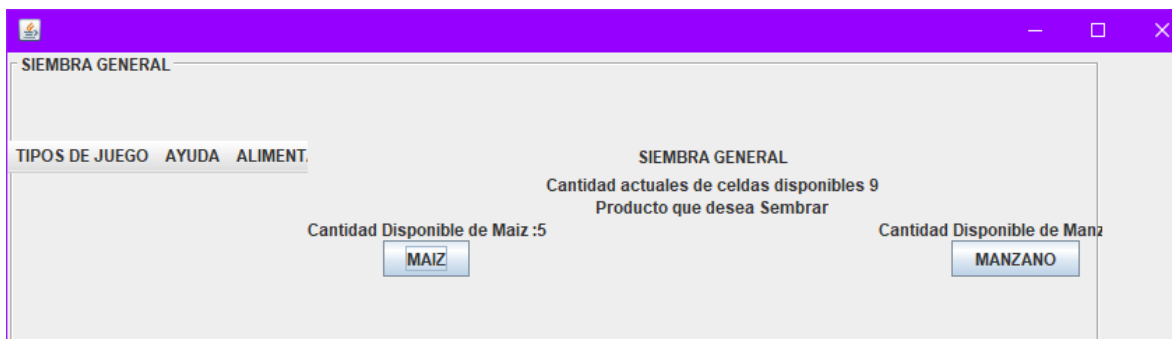 SIEMBRA GENERAL
TIPOS DE JUEGO AYUDA
SIEMBRA GENERAL
Cantidad actuales de celdas disponibles 9
Producto que desea Sembrar
Cantidad Disponible de Maiz :5 Cantidad Disponible de
MAIZ MANZANO